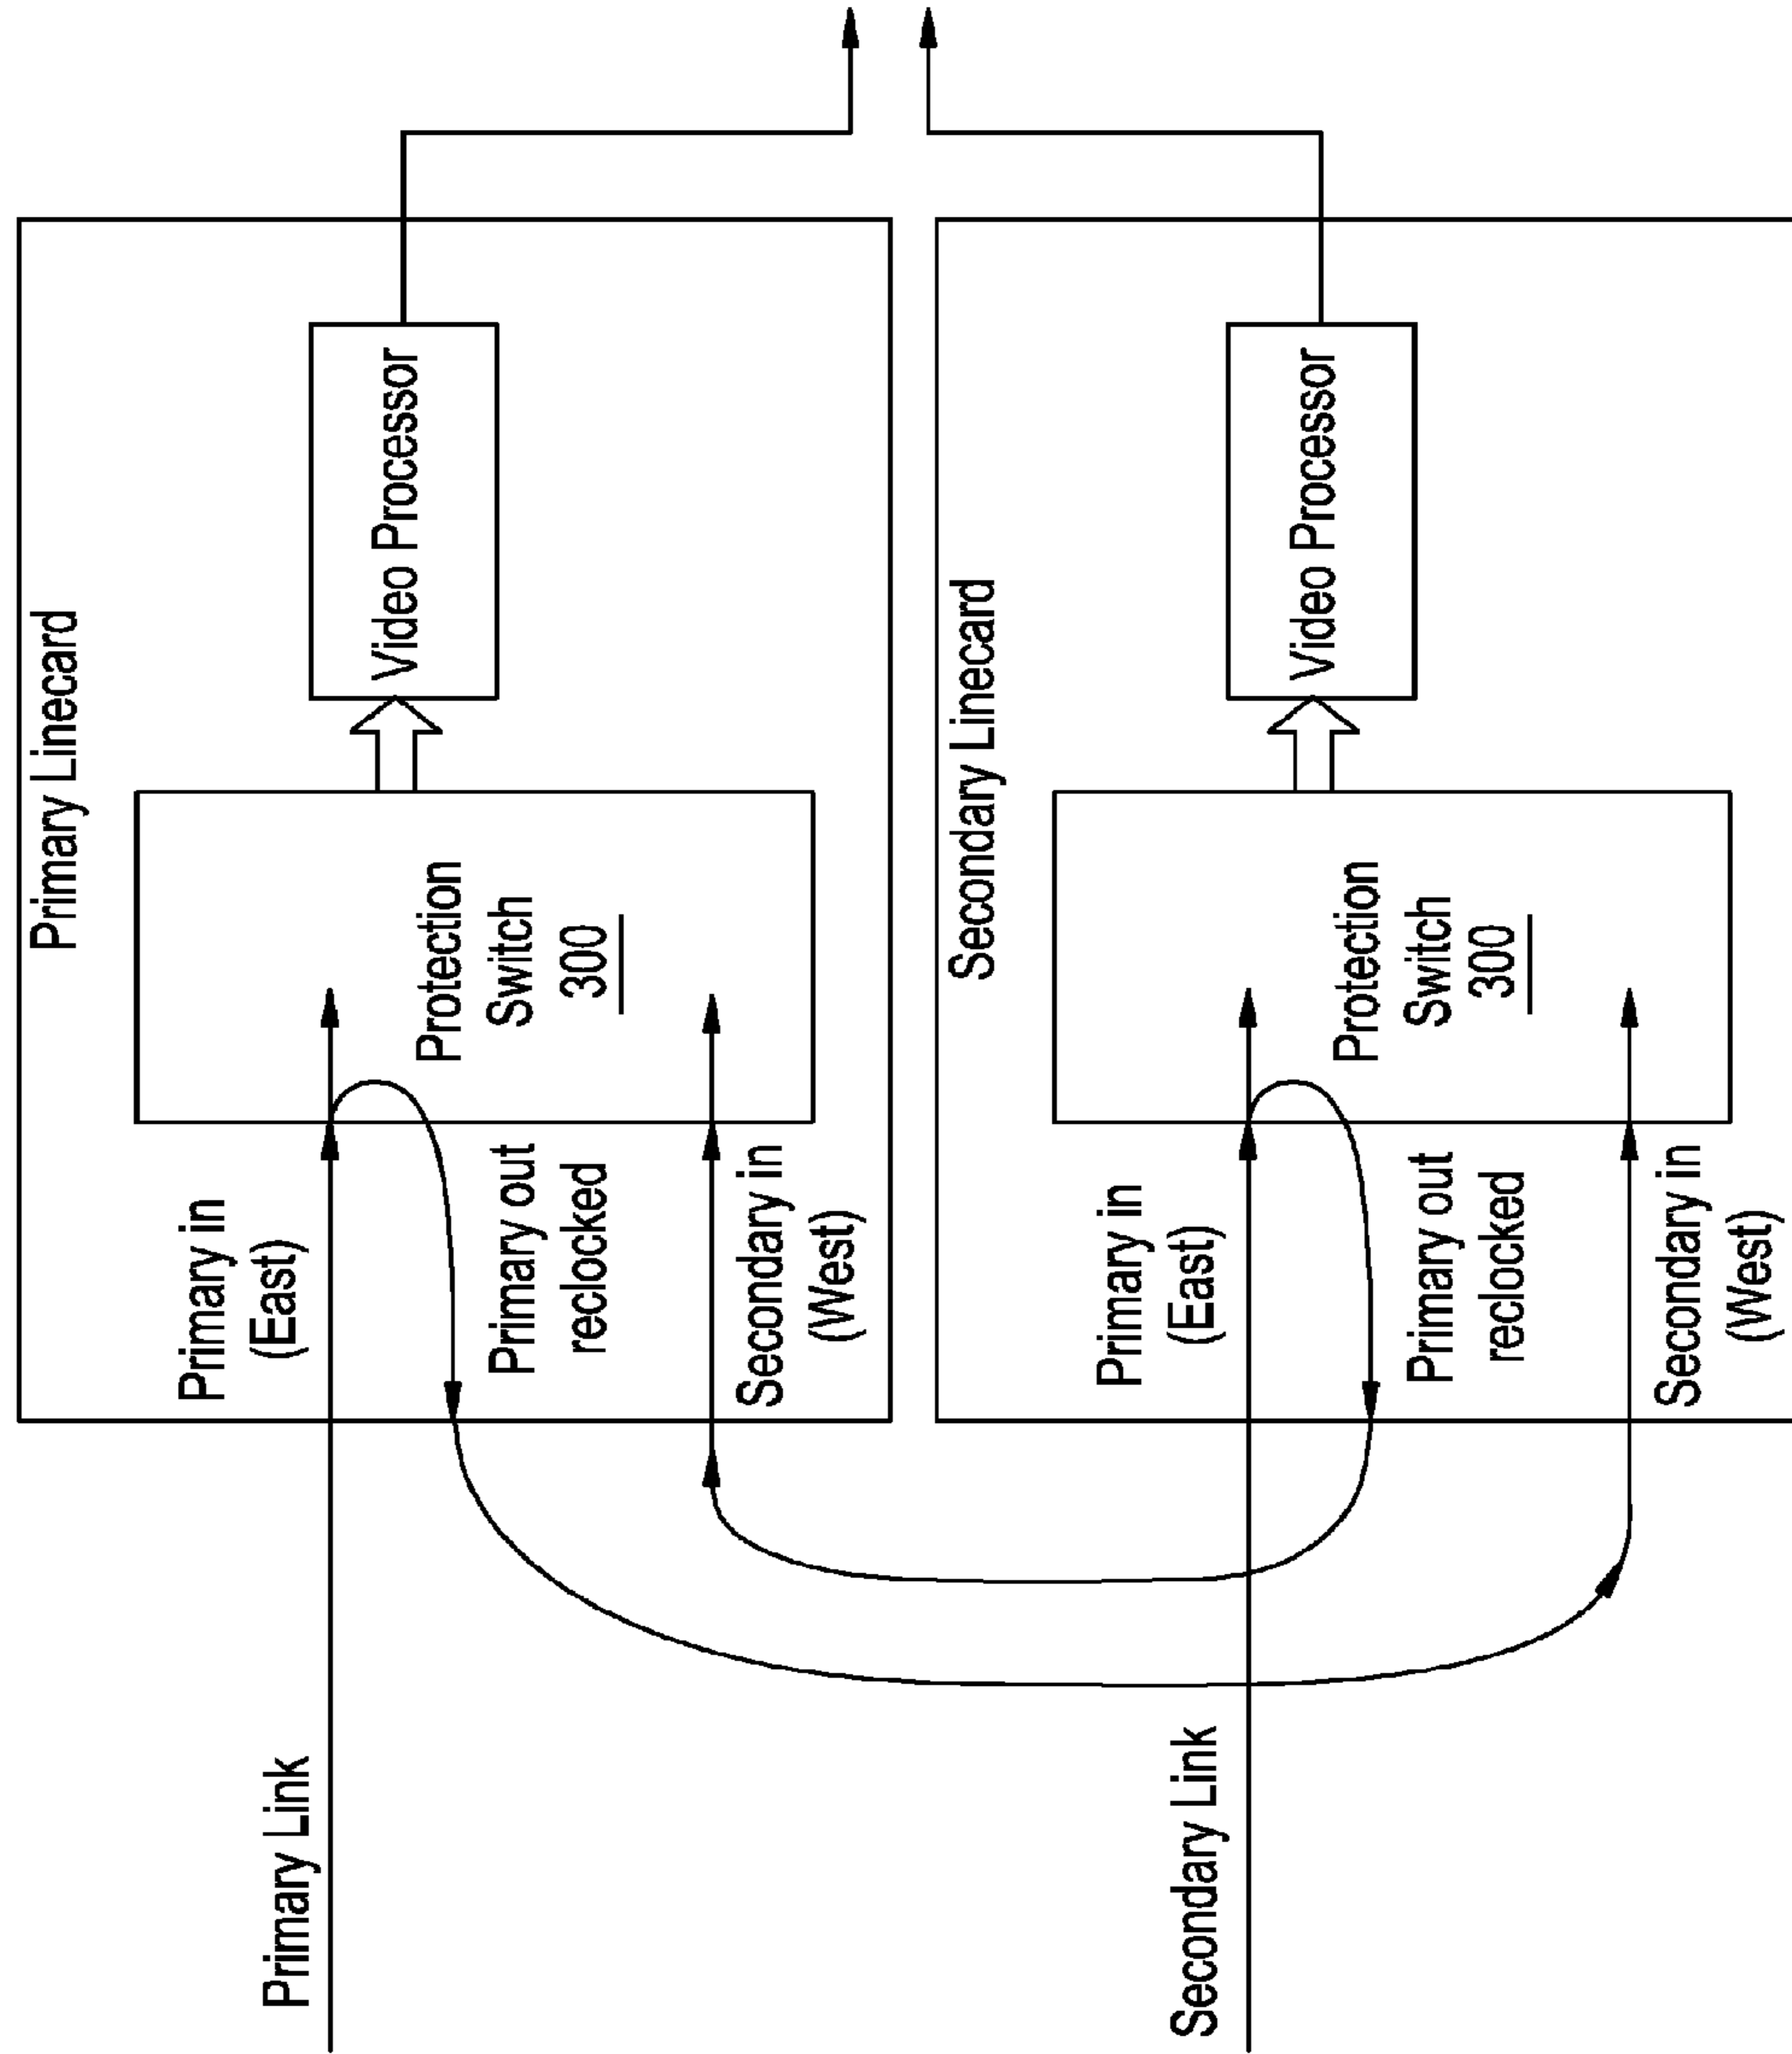 Primary Linecard
Primary Link
Primary in
(East)
Primary out
reclocked
Secondary in
(West)
Protection
Switch
300
Video Processor
Secondary Linecard
Secondary Link
Primary in
(East)
Primary out
reclocked
Secondary in
(West)
Protection
Switch
300
Video Processor